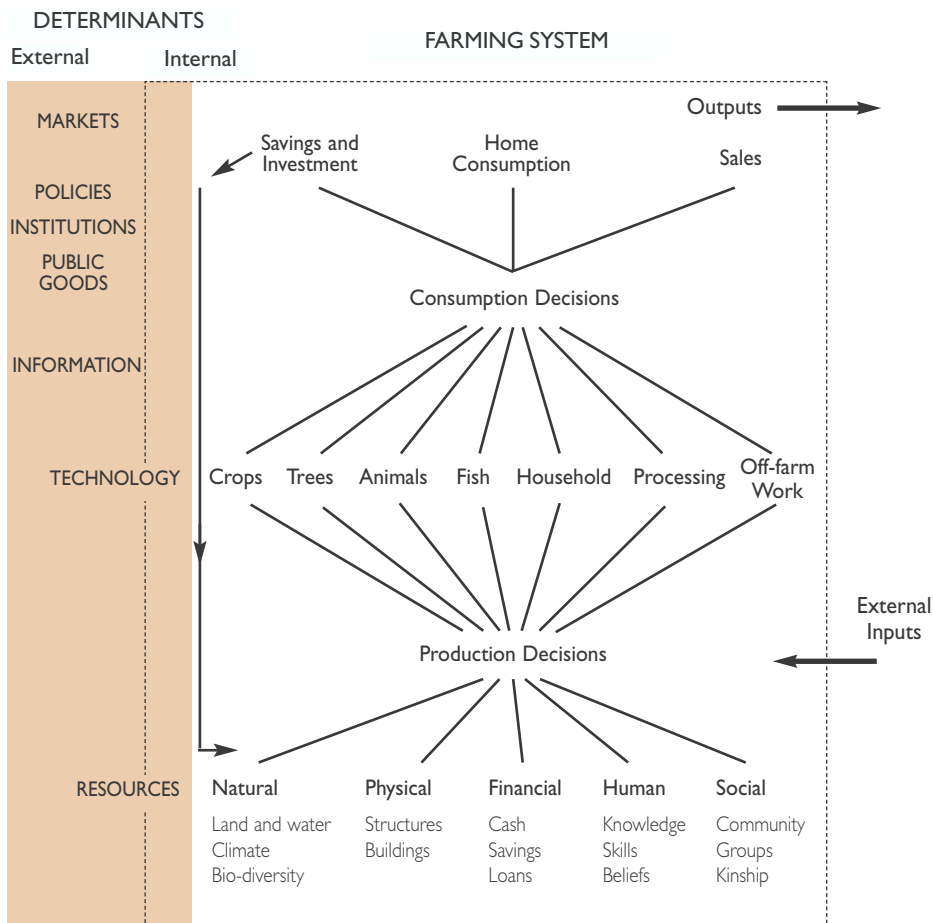 DETERMINANTS
External
Internal
FARMING SYSTEM
MARKETS
Outputs
Savings and
Investment
Home
Consumption
Sales
POLICIES
INSTITUTIONS
PUBLIC
GOODS
Consumption Decisions
INFORMATION
TECHNOLOGY
Crops
Trees
Animals
Fish
Household
Processing
Off-farm
Work
External
Inputs
Production Decisions
RESOURCES
Natural
Land and water
Climate
Bio-diversity
Physical
Structures
Buildings
Financial
Cash
Savings
Loans
Human
Knowledge
Skills
Beliefs
Social
Community
Groups
Kinship